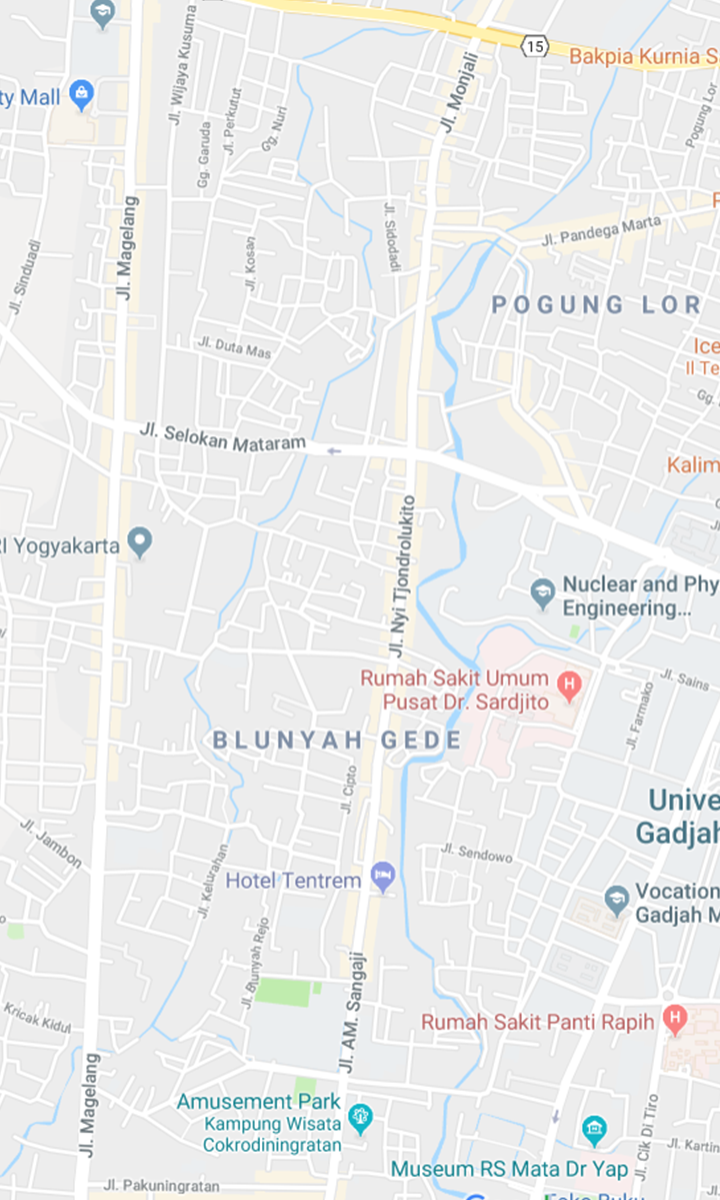 15
Bakpia Kurnia Sa
Jl. Wijaya Kusuma
Jl. Monjali
ty Mall
Jl. Perkutut
Gg. Nuri
Gg. Garuda
Pogung Lor
Jl. Magelang
Jl. Sidodadi
Jl. Pandega Marta
Jl. Sinduadi
Jl. Kosan
POGUNG LOR
Jl. Duta Mas
Ice
Il Te
Gg.
Jl. Selokan Mataram
Kalim
Jl. Nyi Tjondrolukito
RI Yogyakarta
Nuclear and Phy
Engineering...
Rumah Sakit Umum
Pusat Dr. Sardjito
Jl. Sains
Jl. Farmako
BLUNYAH GEDE
Jl. Cipto
Unive
Gadjah
Jl. Jambon
Jl. Sendowo
Jl. Kelurahan
Hotel Tentrem
Vocation
Gadjah M
Jl. Blunyah Rejo
Jl. AM. Sangaji
Kricak Kidul
Rumah Sakit Panti Rapih
Jl. Magelang
Amusement Park
Kampung Wisata
Cokrodiningratan
Jl. Cik Di Tiro
Jl. Kartin
Museum RS Mata Dr Yap
Jl. Pakuningratan